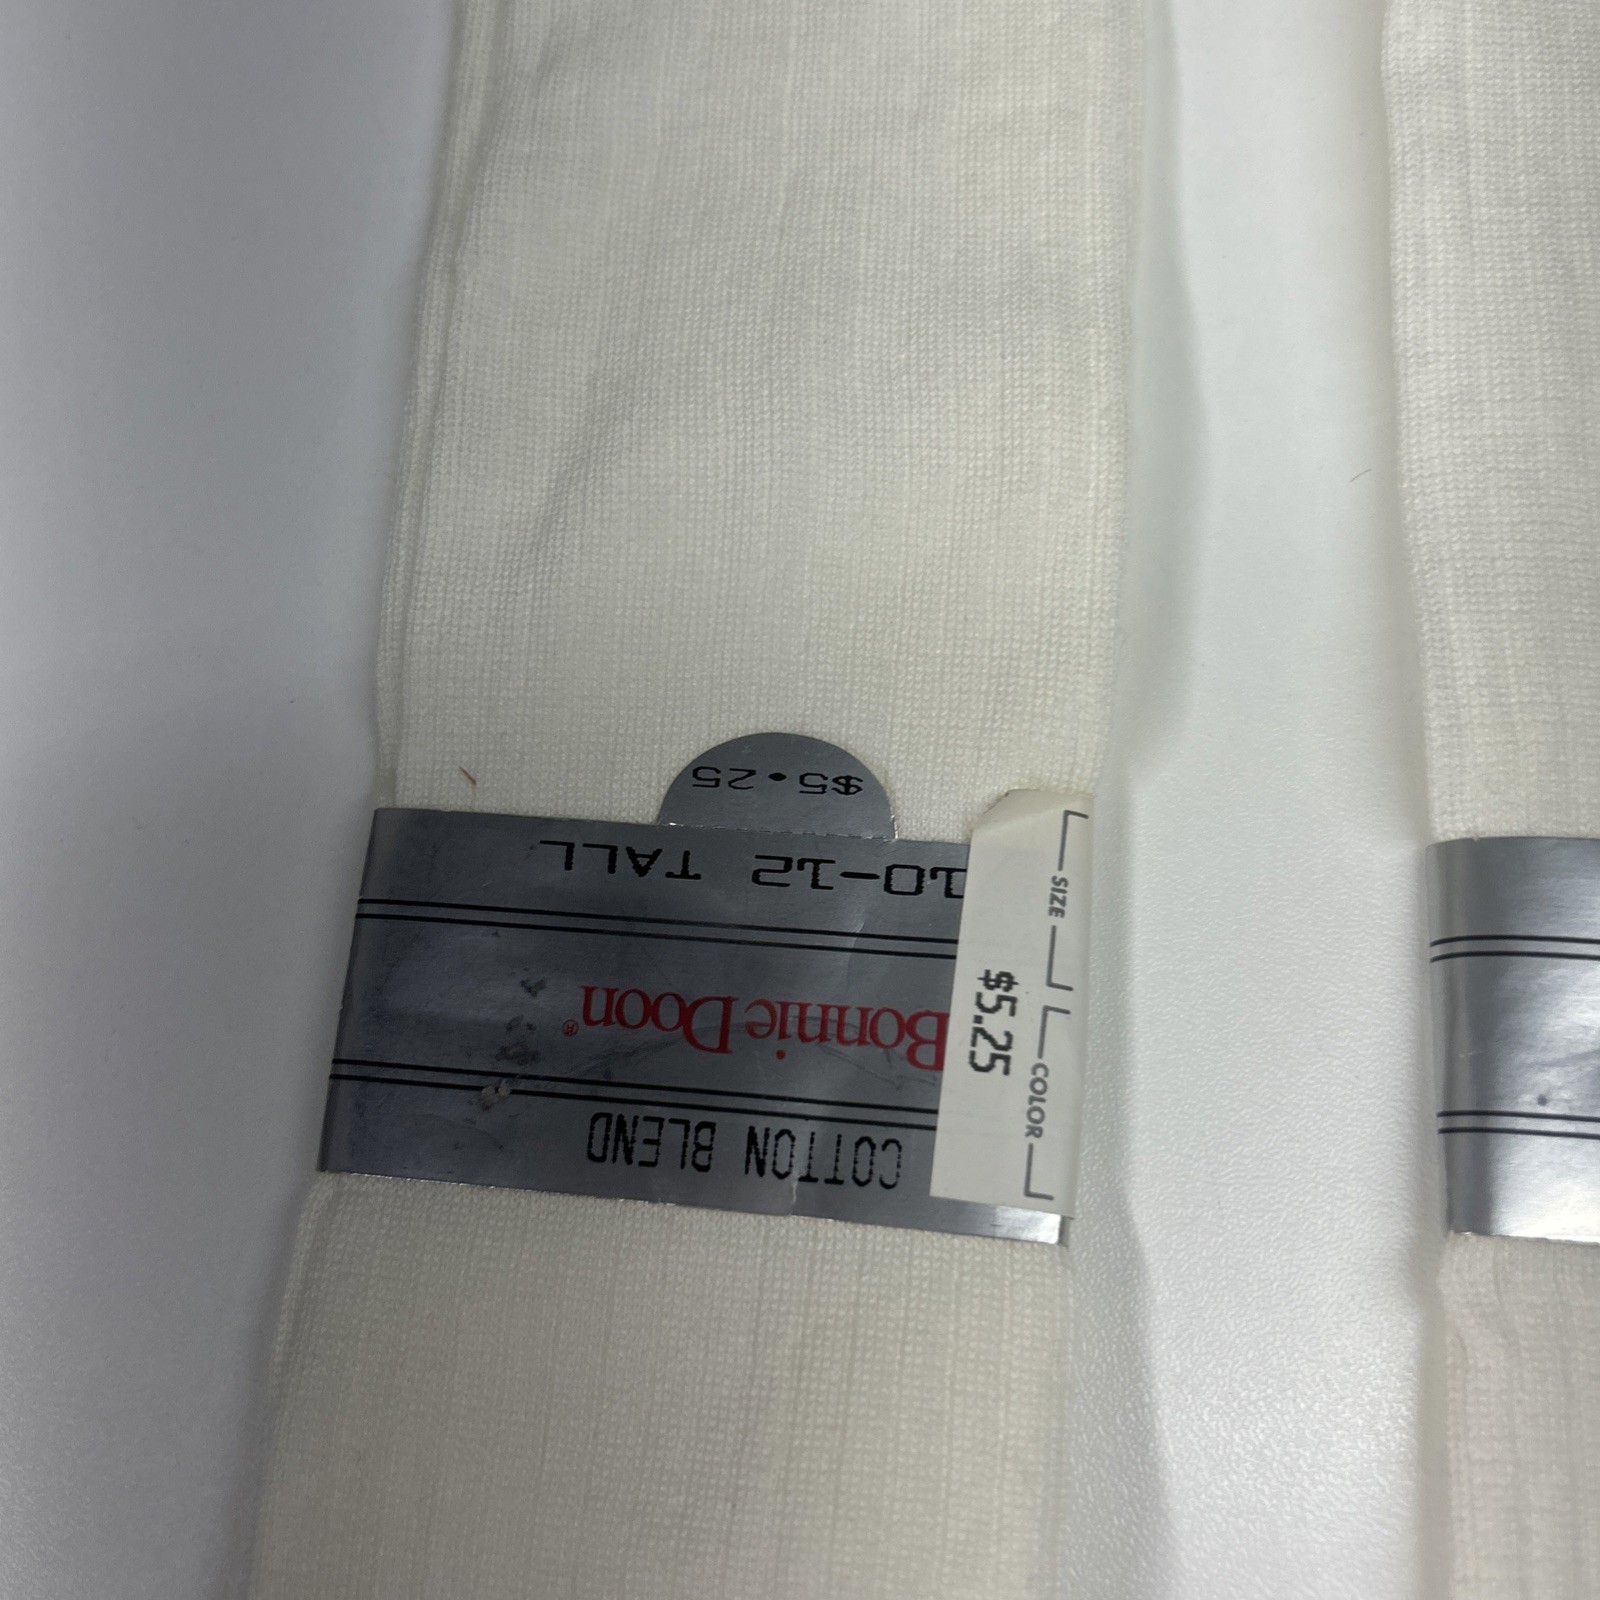 COTTON BLEND
Bonnie Doon®
10-12 TALL
$5.25
SIZE
COLOR
$5.25